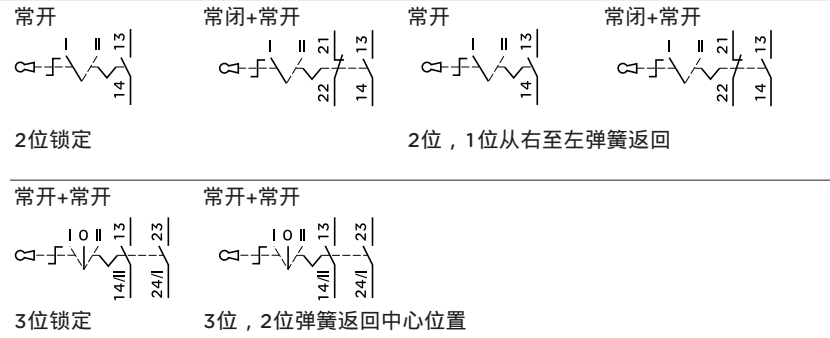 常开
常闭+常开
常开
常闭+常开
I II 13
14
I II 21 13
22 14
I II 13
14
I II 21 13
22 14
2位锁定
2位，1位从右至左弹簧返回
常开+常开
常开+常开
I O II 13 23
14/II 24/I
I O II 13 23
14/II 24/I
3位锁定
3位，2位弹簧返回中心位置